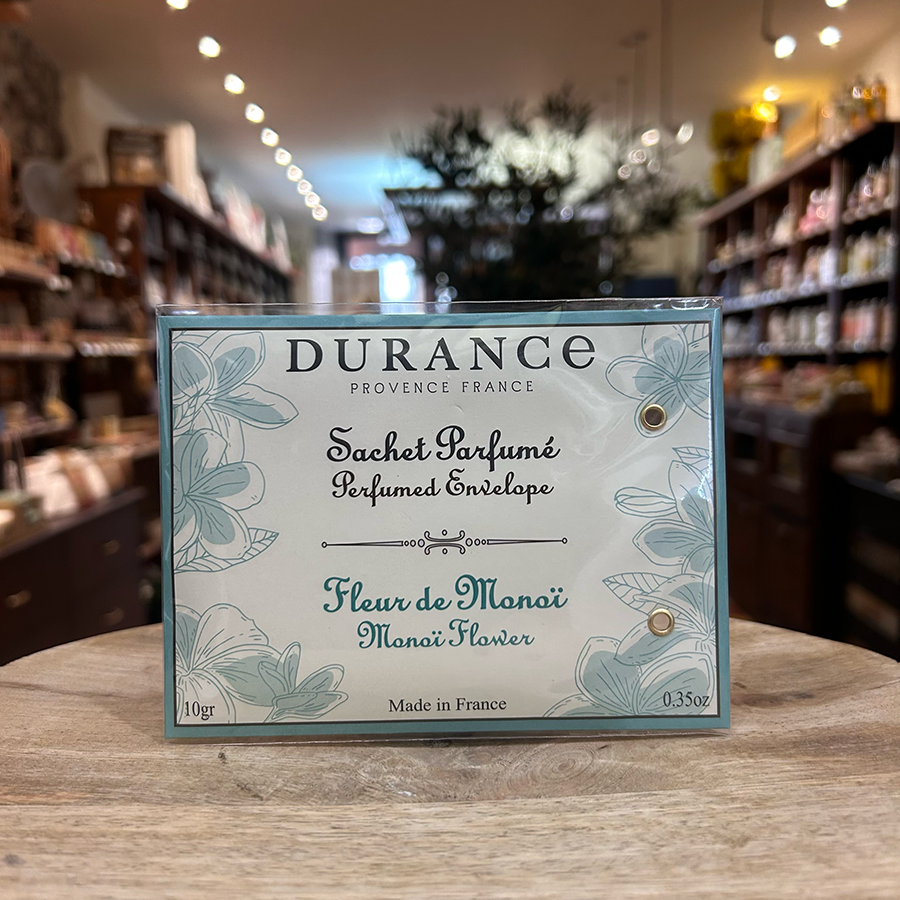 DURANCe
PROVENCE FRANCE
Sachet Parfumé
Perfumed Envelope
Fleur de Monoï
Monoï Flower
10gr
Made in France
0.35oz